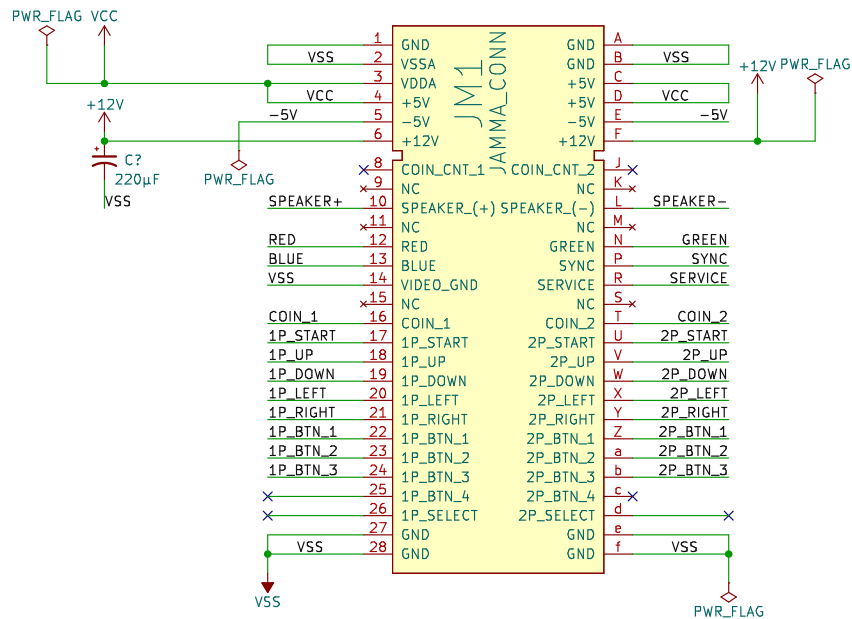 PWR_FLAG VCC
+12V
C?
220µF
VSS
PWR_FLAG
JM1
JAMMA_CONN
+12V PWR_FLAG
VSS 1 GND GND A
2 VSSA GND B VSS
3 VDDA +5V C
VCC 4 +5V +5V D VCC
-5V 5 -5V -5V E -5V
6 +12V +12V F
8 COIN_CNT_1 COIN_CNT_2 J
9 NC NC K
SPEAKER+ 10 SPEAKER_(+) SPEAKER_(-) L SPEAKER-
11 NC NC M
RED 12 RED GREEN N GREEN
BLUE 13 BLUE SYNC P SYNC
VSS 14 VIDEO_GND SERVICE R SERVICE
15 NC NC S
COIN_1 16 COIN_1 COIN_2 T COIN_2
1P_START 17 1P_START 2P_START U 2P_START
1P_UP 18 1P_UP 2P_UP V 2P_UP
1P_DOWN 19 1P_DOWN 2P_DOWN W 2P_DOWN
1P_LEFT 20 1P_LEFT 2P_LEFT X 2P_LEFT
1P_RIGHT 21 1P_RIGHT 2P_RIGHT Y 2P_RIGHT
1P_BTN_1 22 1P_BTN_1 2P_BTN_1 Z 2P_BTN_1
1P_BTN_2 23 1P_BTN_2 2P_BTN_2 a 2P_BTN_2
1P_BTN_3 24 1P_BTN_3 2P_BTN_3 b 2P_BTN_3
25 1P_BTN_4 2P_BTN_4 c
26 1P_SELECT 2P_SELECT d
27 GND GND e
VSS 28 GND GND f VSS
VSS
PWR_FLAG